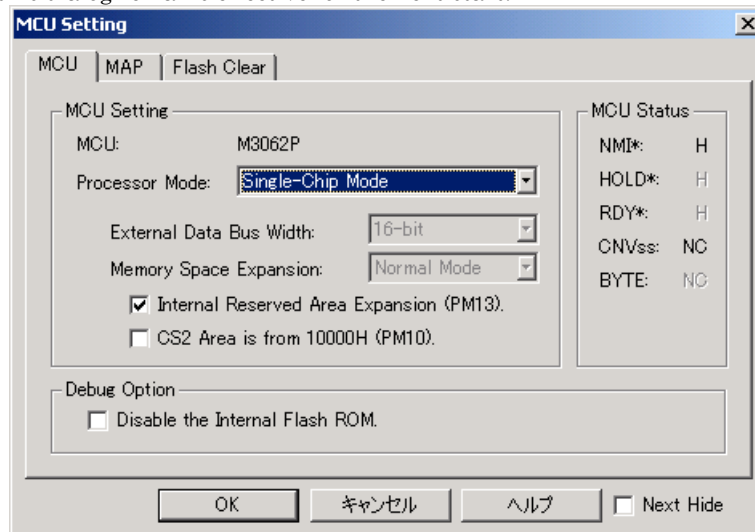 MCU Setting
MCU MAP Flash Clear
MCU Setting
MCU: M3062P
Processor Mode: Single-Chip Mode
External Data Bus Width: 16-bit
Memory Space Expansion: Normal Mode
Internal Reserved Area Expansion (PM13).
CS2 Area is from 10000H (PM10).
MCU Status
NMI*: H
HOLD*: H
RDY*: H
CNVss: NC
BYTE: NC
Debug Option
Disable the Internal Flash ROM.
OK キャンセル ヘルプ Next Hide